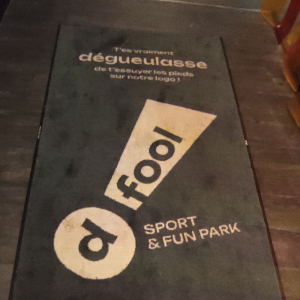 T'es vraiment
dégueulasse
de t'essuyer les pieds
sur notre logo !
d fool
SPORT
& FUN PARK